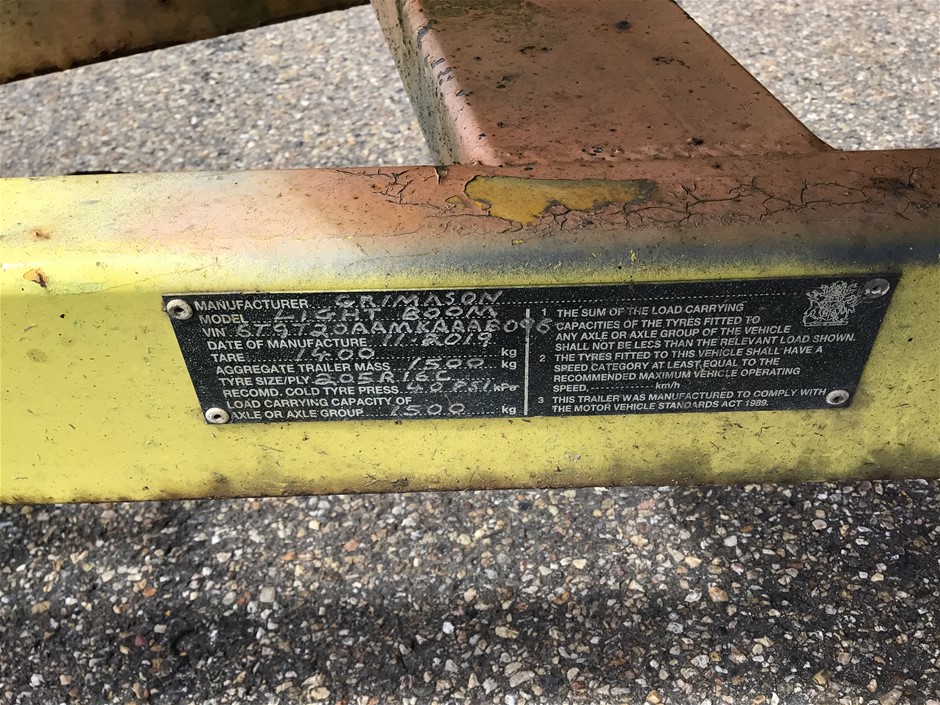 MANUFACTURER GRIMASON
MODEL LIGHT BOOM
VIN 6T9T20AAMKAAAB096
DATE OF MANUFACTURE 11-2019
TARE 1400 kg
AGGREGATE TRAILER MASS 1500 kg
TYRE SIZE/PLY 205R16C
RECOMD. COLD TYRE PRESS 40 PSI kPa
LOAD CARRYING CAPACITY OF
AXLE OR AXLE GROUP 1500 kg
1 THE SUM OF THE LOAD CARRYING
CAPACITIES OF THE TYRES FITTED TO
ANY AXLE OR AXLE GROUP OF THE VEHICLE
SHALL NOT BE LESS THAN THE RELEVANT LOAD SHOWN.
2 THE TYRES FITTED TO THIS VEHICLE SHALL HAVE A
SPEED CATEGORY AT LEAST EQUAL TO THE
RECOMMENDED MAXIMUM VEHICLE OPERATING
SPEED. ------------ km/h
3 THIS TRAILER WAS MANUFACTURED TO COMPLY WITH
THE MOTOR VEHICLE STANDARDS ACT 1989.